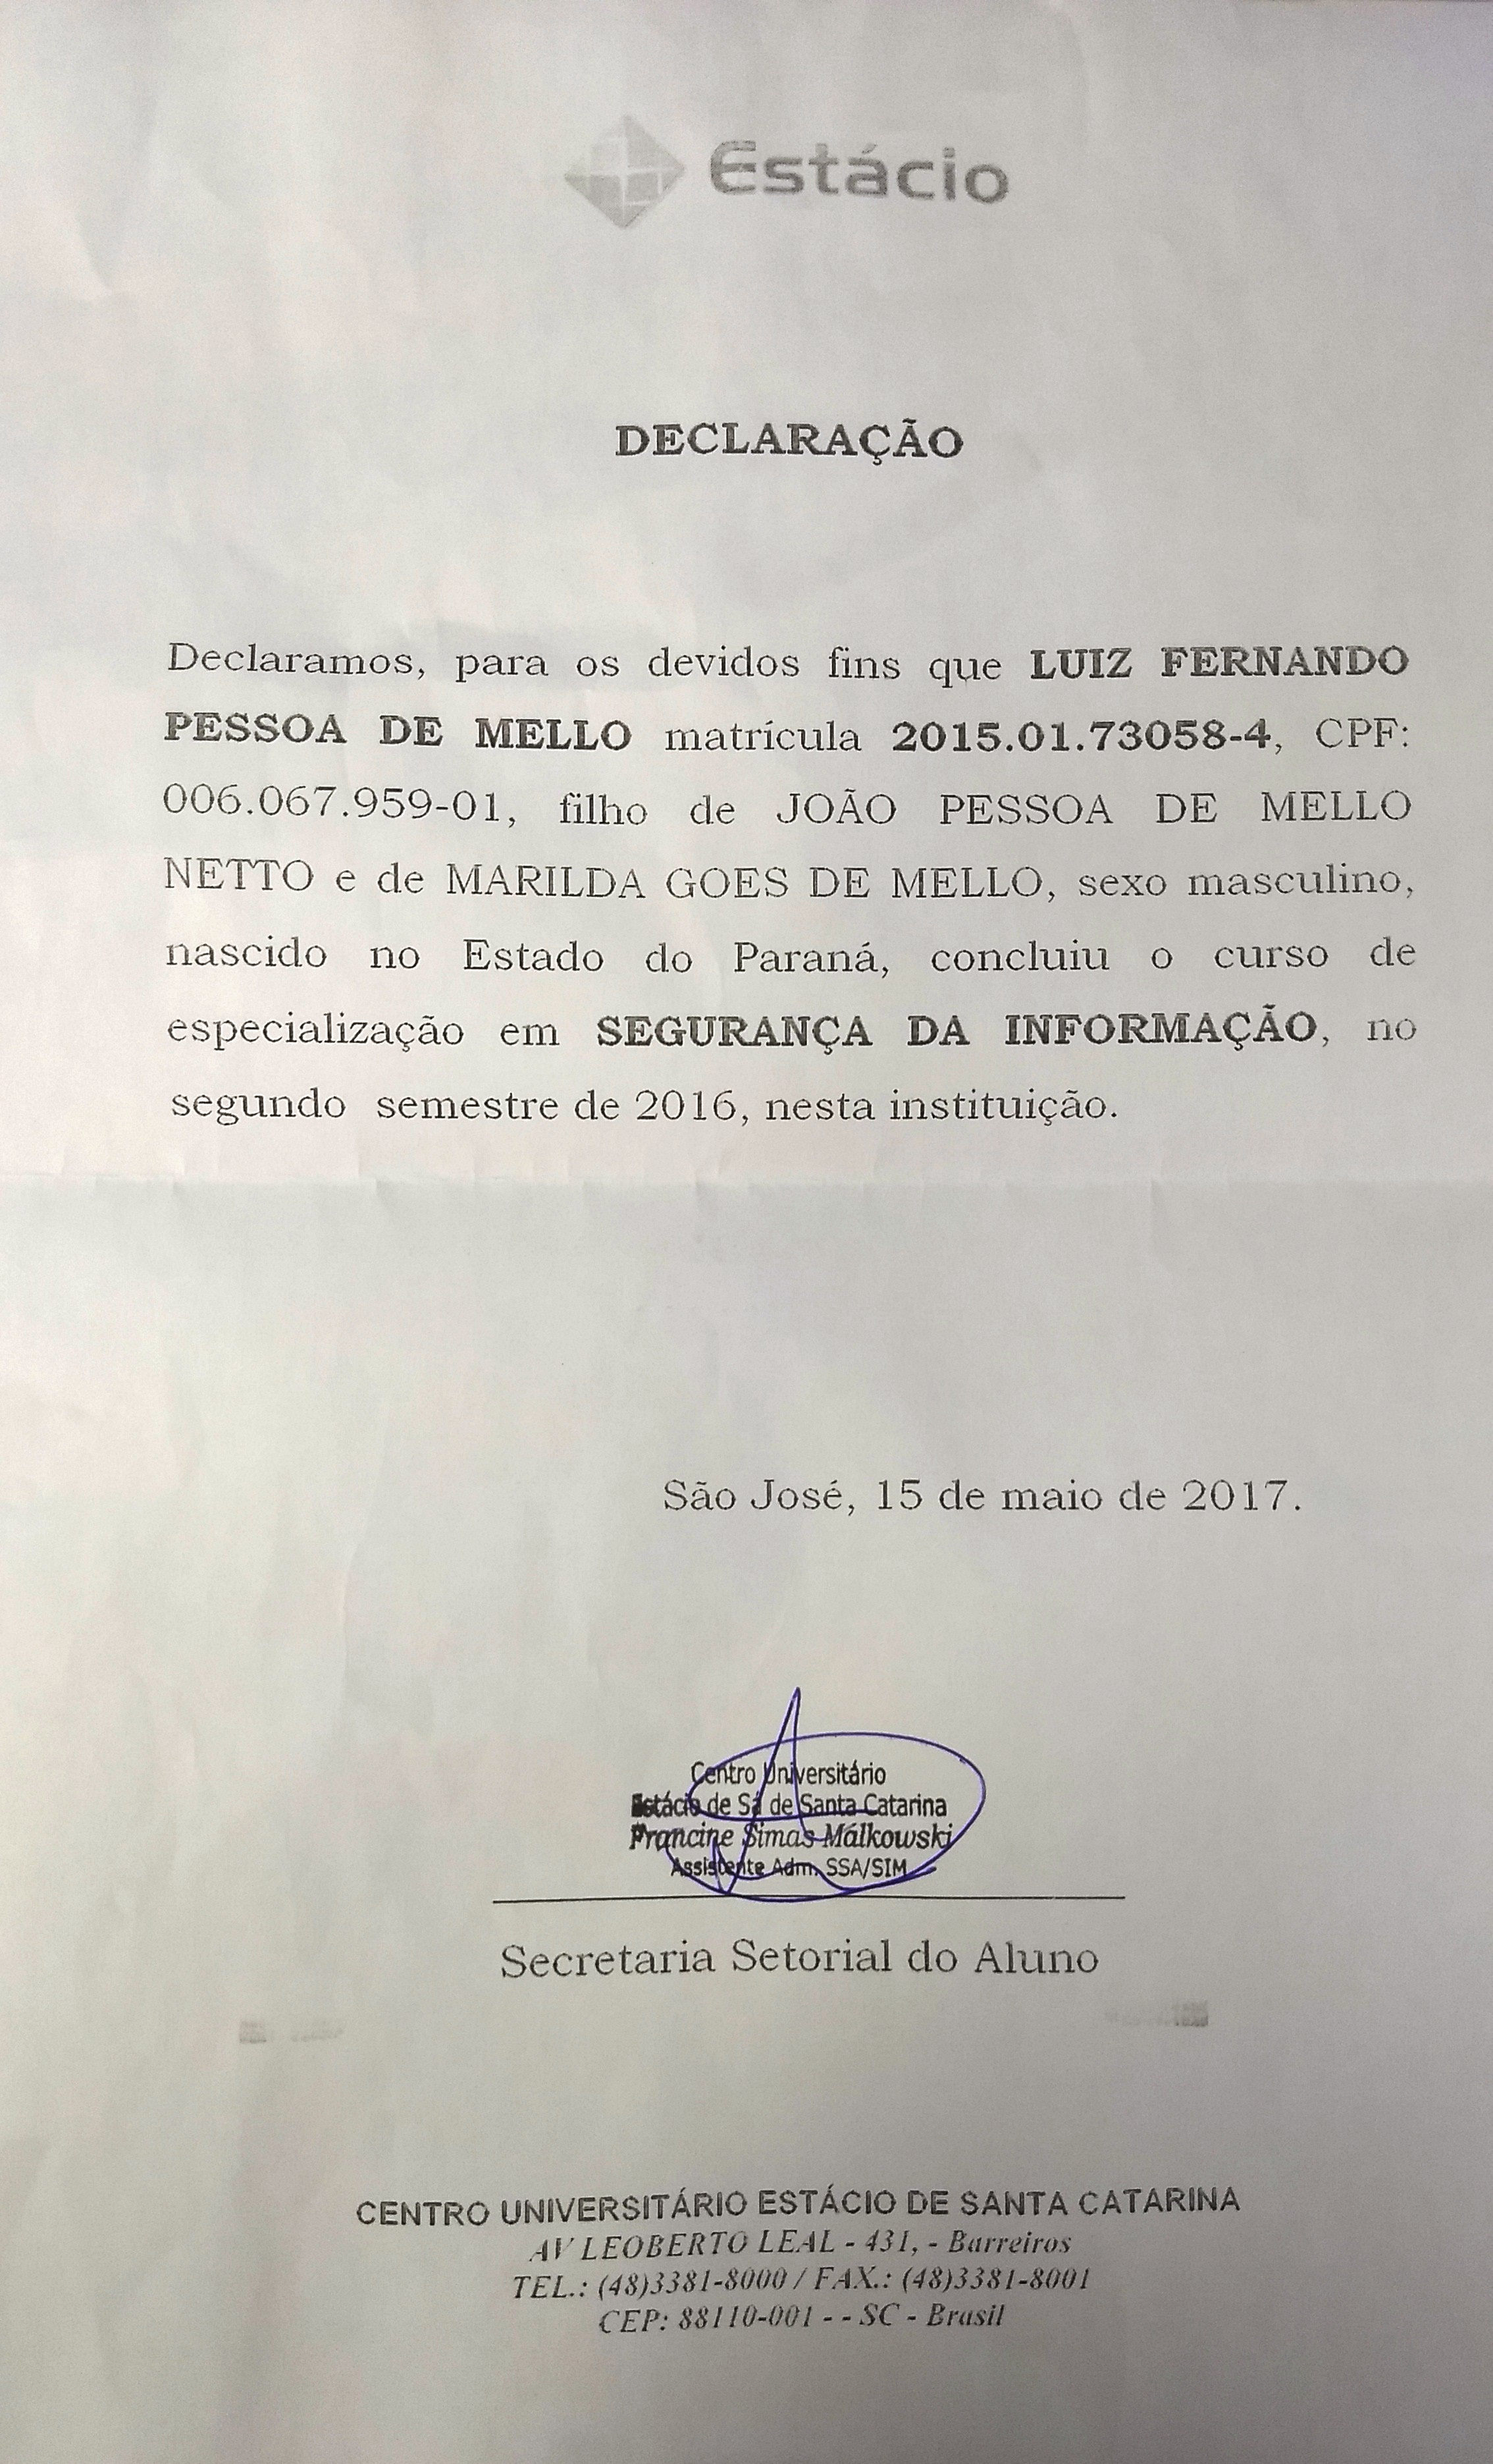 Estácio
DECLARAÇÃO
Declaramos, para os devidos fins que LUIZ FERNANDO
PESSOA DE MELLO matrícula 2015.01.73058-4, CPF:
006.067.959-01, filho de JOÃO PESSOA DE MELLO
NETTO e de MARILDA GOES DE MELLO, sexo masculino,
nascido no Estado do Paraná, concluiu o curso de
especialização em SEGURANÇA DA INFORMAÇÃO, no
segundo semestre de 2016, nesta instituição.
São José, 15 de maio de 2017.
Centro Universitário
Estácio de Sá de Santa Catarina
Francine Simas Malkowski
Assistente Adm. SSA/SIM
Secretaria Setorial do Aluno
CENTRO UNIVERSITÁRIO ESTÁCIO DE SANTA CATARINA
AV LEOBERTO LEAL - 431, - Barreiros
TEL.: (48)3381-8000 / FAX.: (48)3381-8001
CEP: 88110-001 - - SC - Brasil